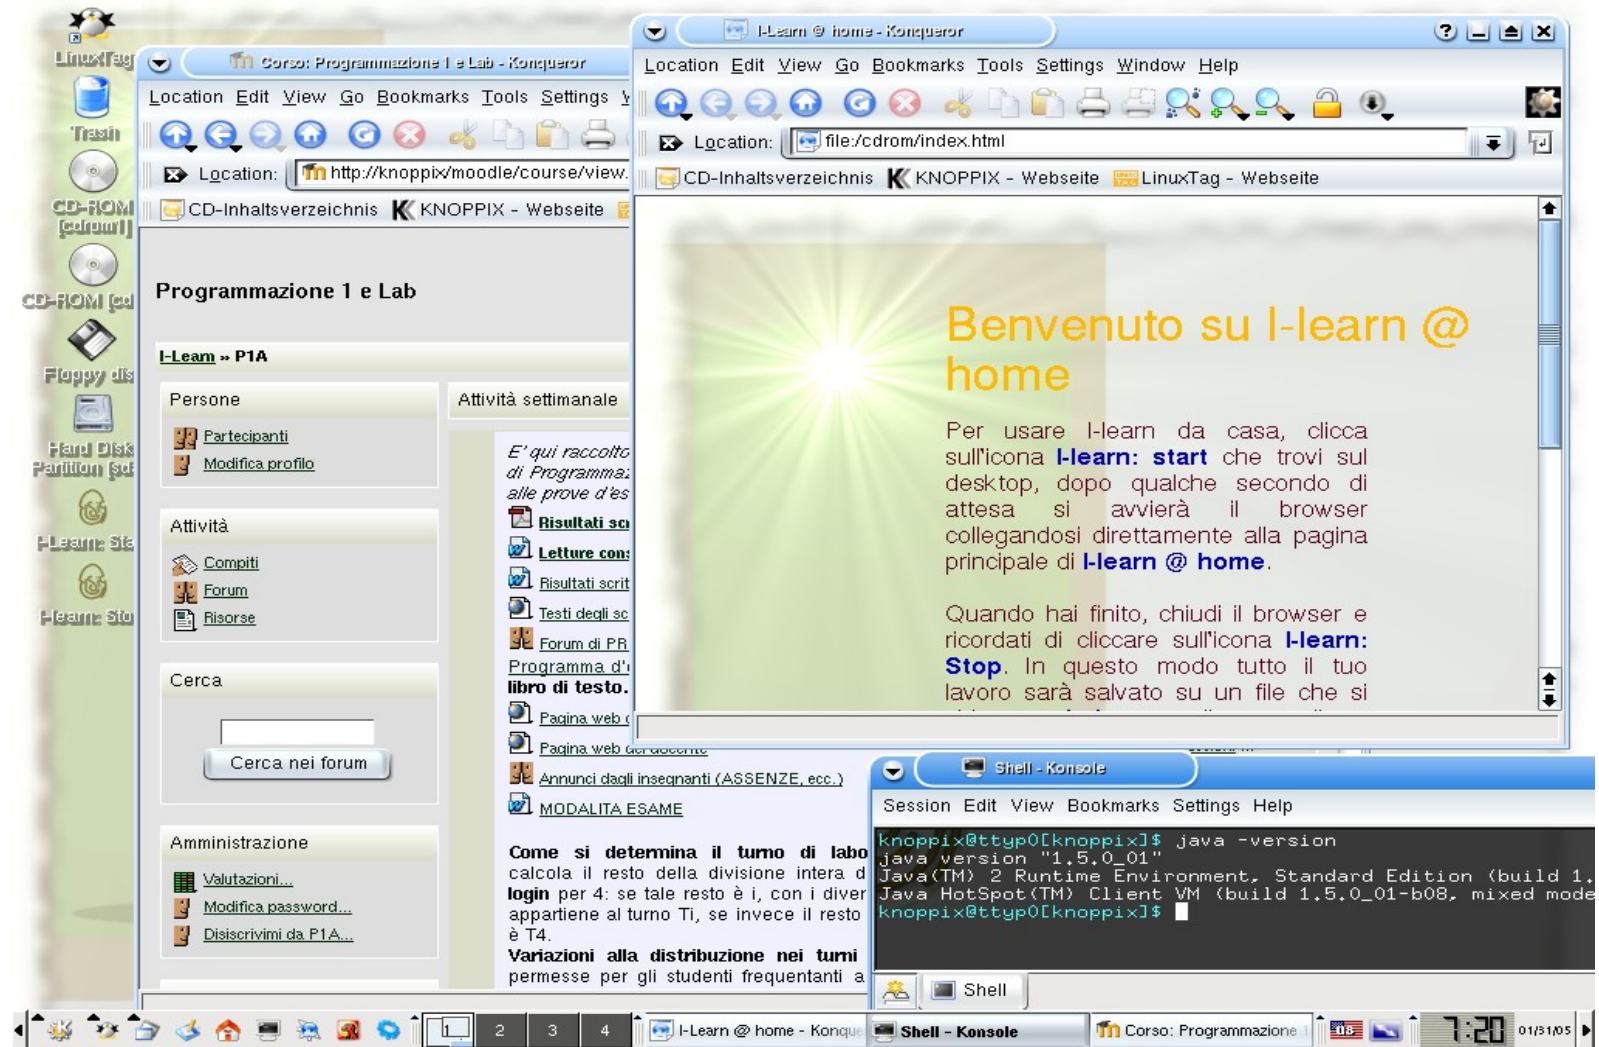 LinuxTag
Trash
CD-ROM
[cdrom1]
CD-ROM [cd
Floppy dis
Hard Disk
Partition [sd
I-Learn: Sta
I-learn: Sto
Corso: Programmazione 1 e Lab - Konqueror
Location Edit View Go Bookmarks Tools Settings
Location: http://knoppix/moodle/course/view.
CD-Inhaltsverzeichnis KNOPPIX - Webseite
Programmazione 1 e Lab
I-Learn » P1A
Persone
Partecipanti
Modifica profilo
Attività
Compiti
Forum
Risorse
Cerca
Cerca nei forum
Amministrazione
Valutazioni...
Modifica password...
Disiscrivimi da P1A...
Attività settimanale
E' qui raccolto
di Programmaz
alle prove d'es
Risultati scr
Letture cons
Risultati scrit
Testi degli sc
Forum di PR
Programma d'
libro di testo.
Pagina web
Pagina web del docente
Annunci dagli insegnanti (ASSENZE, ecc.)
MODALITA ESAME
Come si determina il turno di labo
calcola il resto della divisione intera d
login per 4: se tale resto è i, con i diver
appartiene al turno Ti, se invece il resto
è T4.
Variazioni alla distribuzione nei turni
permesse per gli studenti frequentanti a
I-Learn @ home - Konqueror
Location Edit View Go Bookmarks Tools Settings Window Help
Location: file:/cdrom/index.html
CD-Inhaltsverzeichnis KNOPPIX - Webseite LinuxTag - Webseite
Benvenuto su I-learn @
home
Per usare I-learn da casa, clicca
sull'icona I-learn: start che trovi sul
desktop, dopo qualche secondo di
attesa si avvierà il browser
collegandosi direttamente alla pagina
principale di I-learn @ home.
Quando hai finito, chiudi il browser e
ricordati di cliccare sull'icona I-learn:
Stop. In questo modo tutto il tuo
lavoro sarà salvato su un file che si
Shell - Konsole
Session Edit View Bookmarks Settings Help
knoppix@ttyp0[knoppix]$ java -version
java version "1.5.0_01"
Java(TM) 2 Runtime Environment, Standard Edition (build 1.
Java HotSpot(TM) Client VM (build 1.5.0_01-b08, mixed mode
knoppix@ttyp0[knoppix]$
Shell
1 2 3 4 I-Learn @ home - Konque Shell - Konsole Corso: Programmazione 1 us 7:20 01/31/05